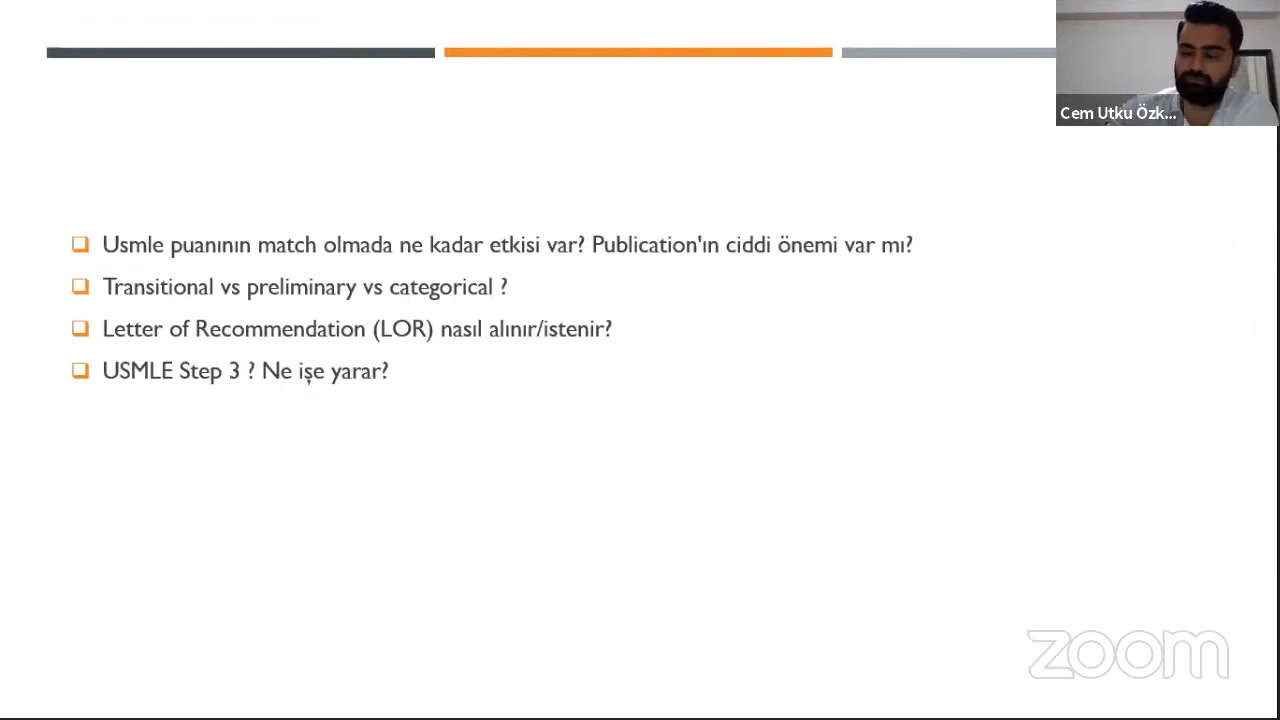 Cem Utku Özk...
Usmle puanının match olmada ne kadar etkisi var? Publication'ın ciddi önemi var mı?
Transitional vs preliminary vs categorical ?
Letter of Recommendation (LOR) nasıl alınır/istenir?
USMLE Step 3 ? Ne işe yarar?
zoom